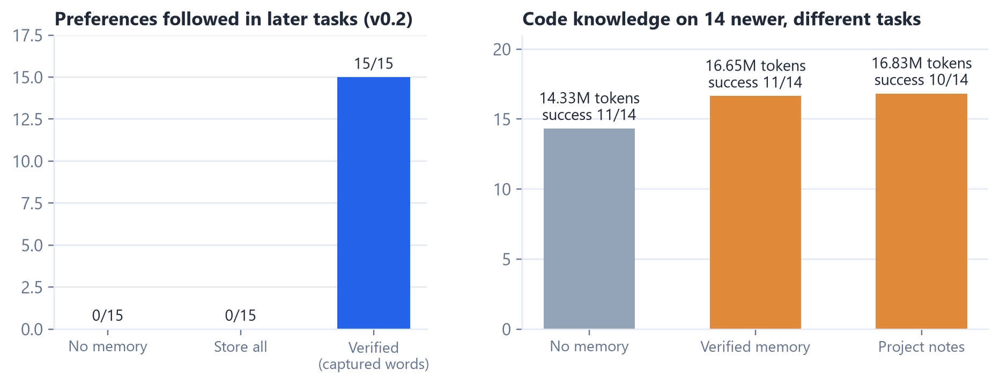 Preferences followed in later tasks (v0.2)
17.5
15.0
12.5
10.0
7.5
5.0
2.5
0.0
0/15
0/15
15/15
No memory
Store all
Verified
(captured words)
Code knowledge on 14 newer, different tasks
20
15
10
5
0
14.33M tokens
success 11/14
16.65M tokens
success 11/14
16.83M tokens
success 10/14
No memory
Verified memory
Project notes